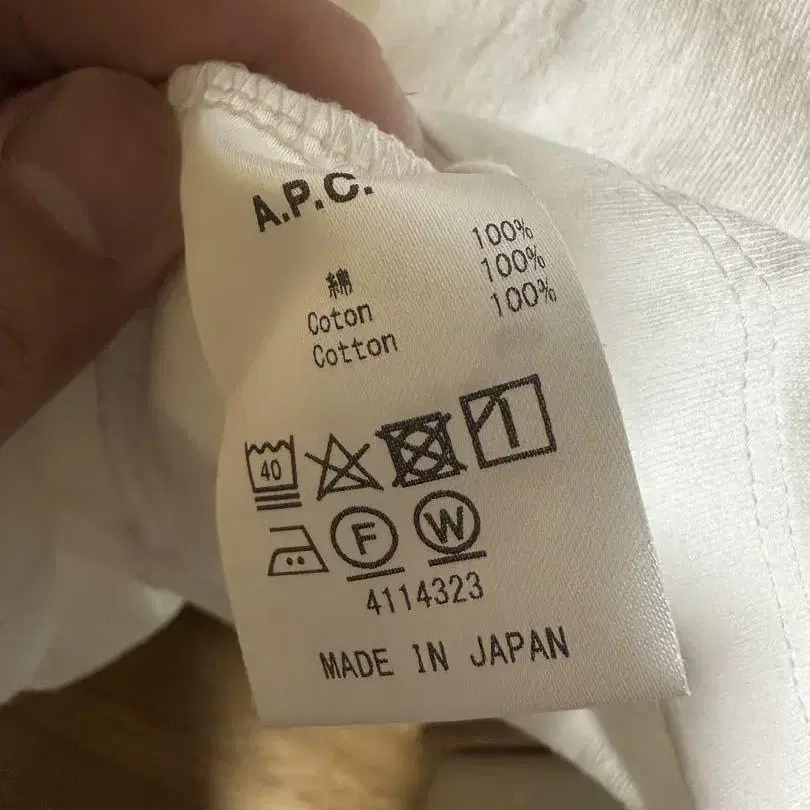 A.P.C.
綿 100%
Coton 100%
Cotton 100%
40
F W
4114323
MADE IN JAPAN